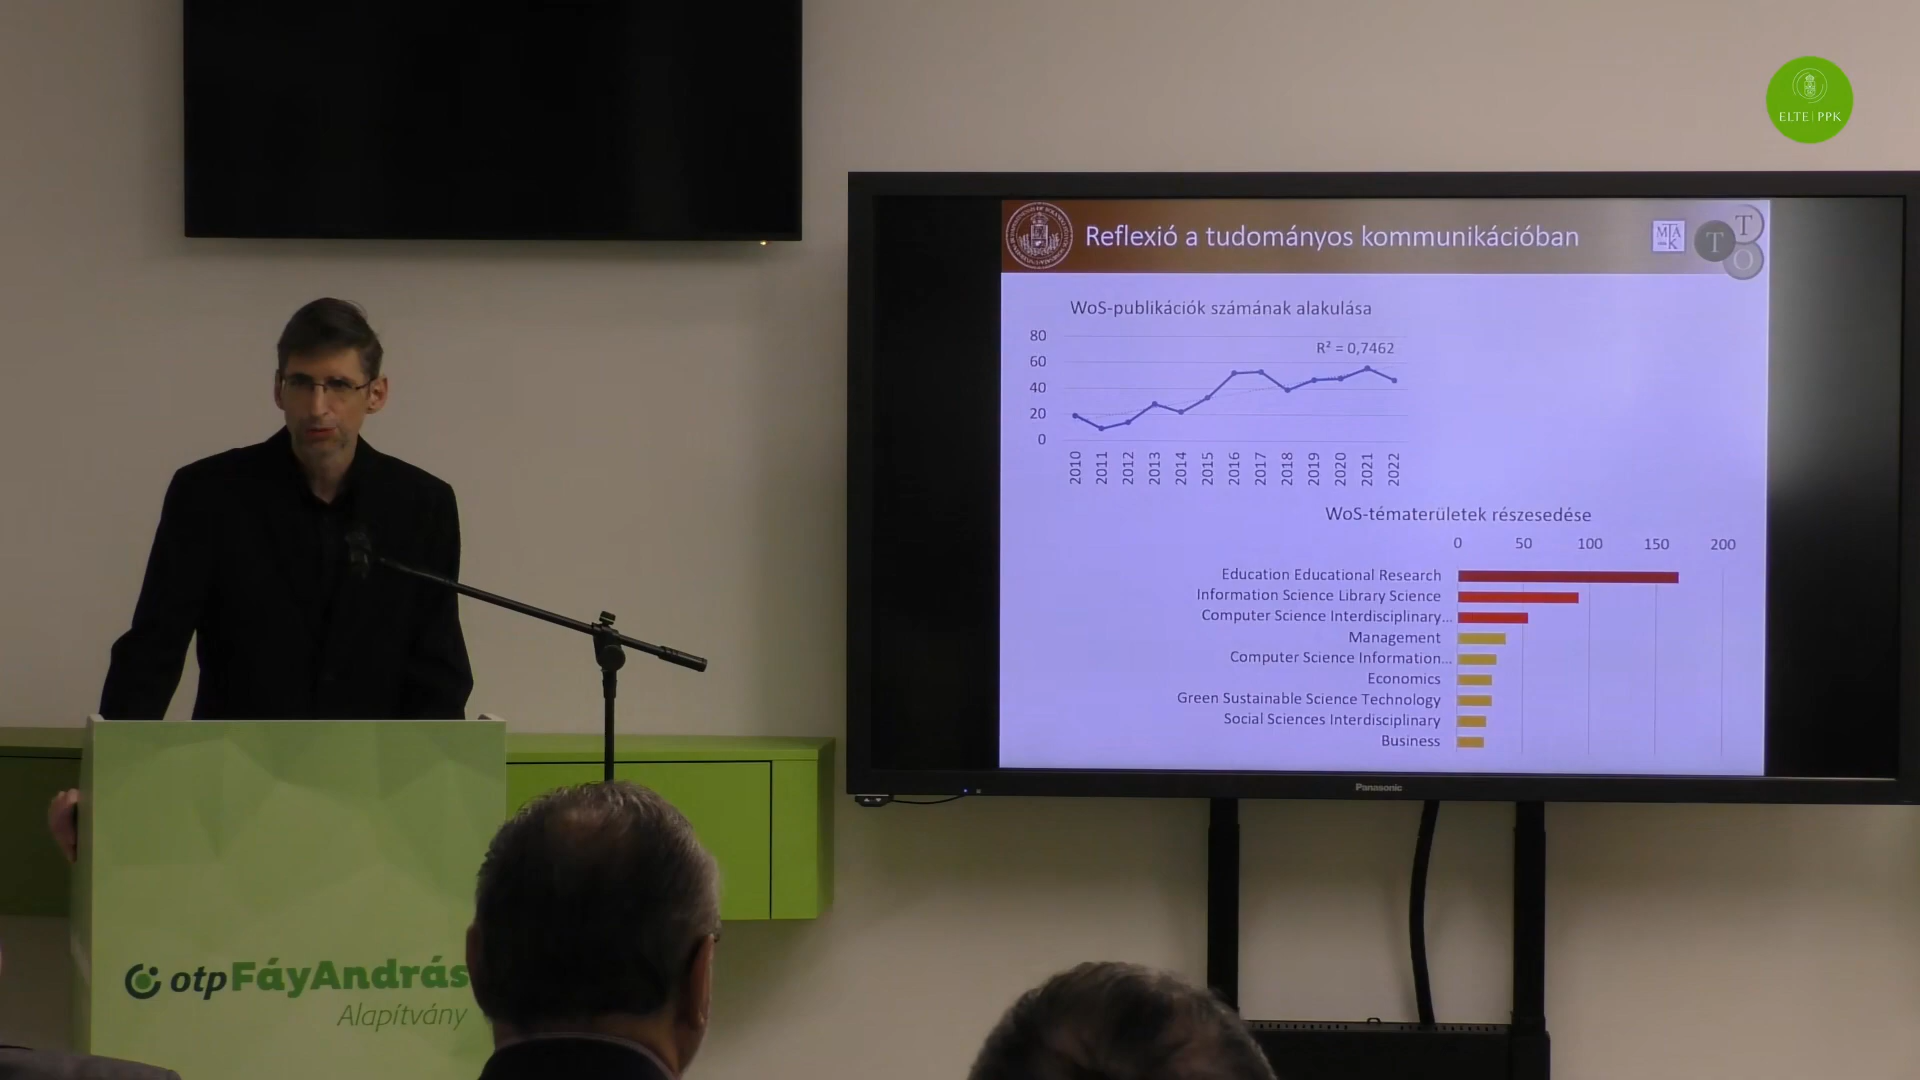 ELTE | PPK
Reflexió a tudományos kommunikációban
MTA
K
T
T
O
WoS-publikációk számának alakulása
80
60
40
20
0
R² = 0,7462
2010
2011
2012
2013
2014
2015
2016
2017
2018
2019
2020
2021
2022
WoS-tématerületek részesedése
0 50 100 150 200
Education Educational Research
Information Science Library Science
Computer Science Interdisciplinary...
Management
Computer Science Information...
Economics
Green Sustainable Science Technology
Social Sciences Interdisciplinary
Business
Panasonic
otp FáyAndrás
Alapítvány